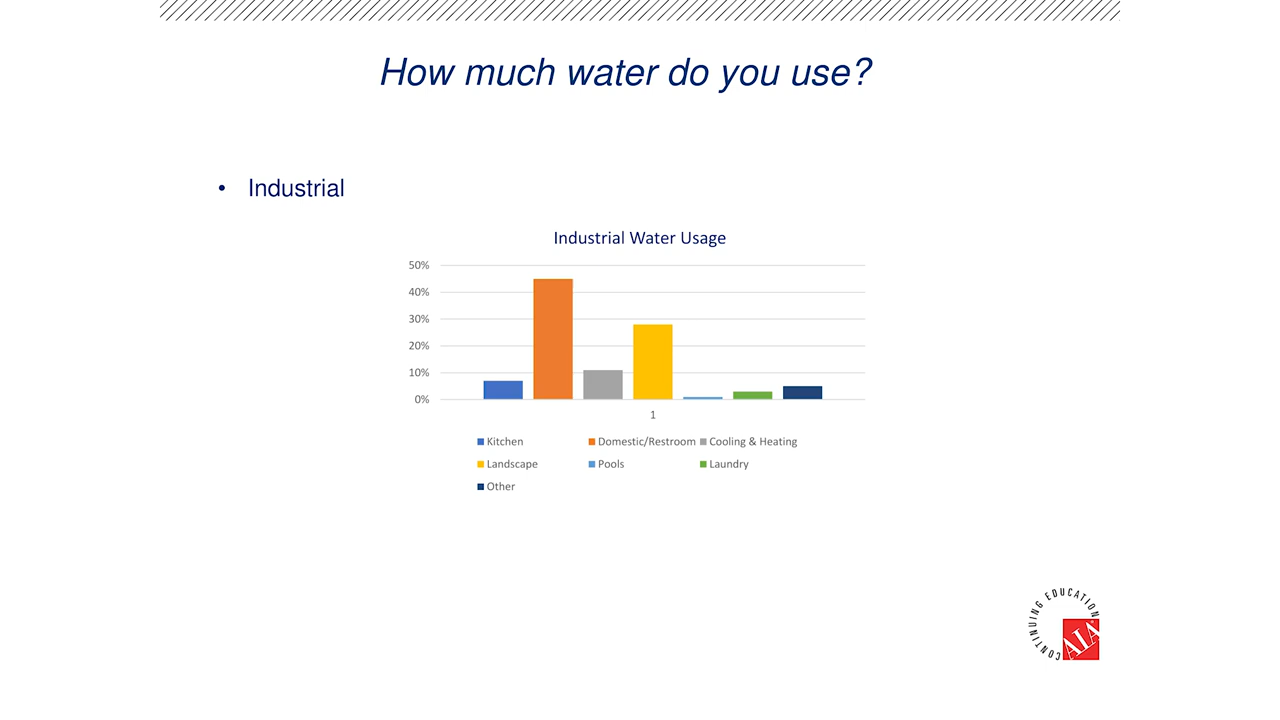 How much water do you use?
• Industrial
Industrial Water Usage
50%
40%
30%
20%
10%
0%
1
Kitchen Domestic/Restroom Cooling & Heating
Landscape Pools Laundry
Other
CONTINUING EDUCATION
AIA